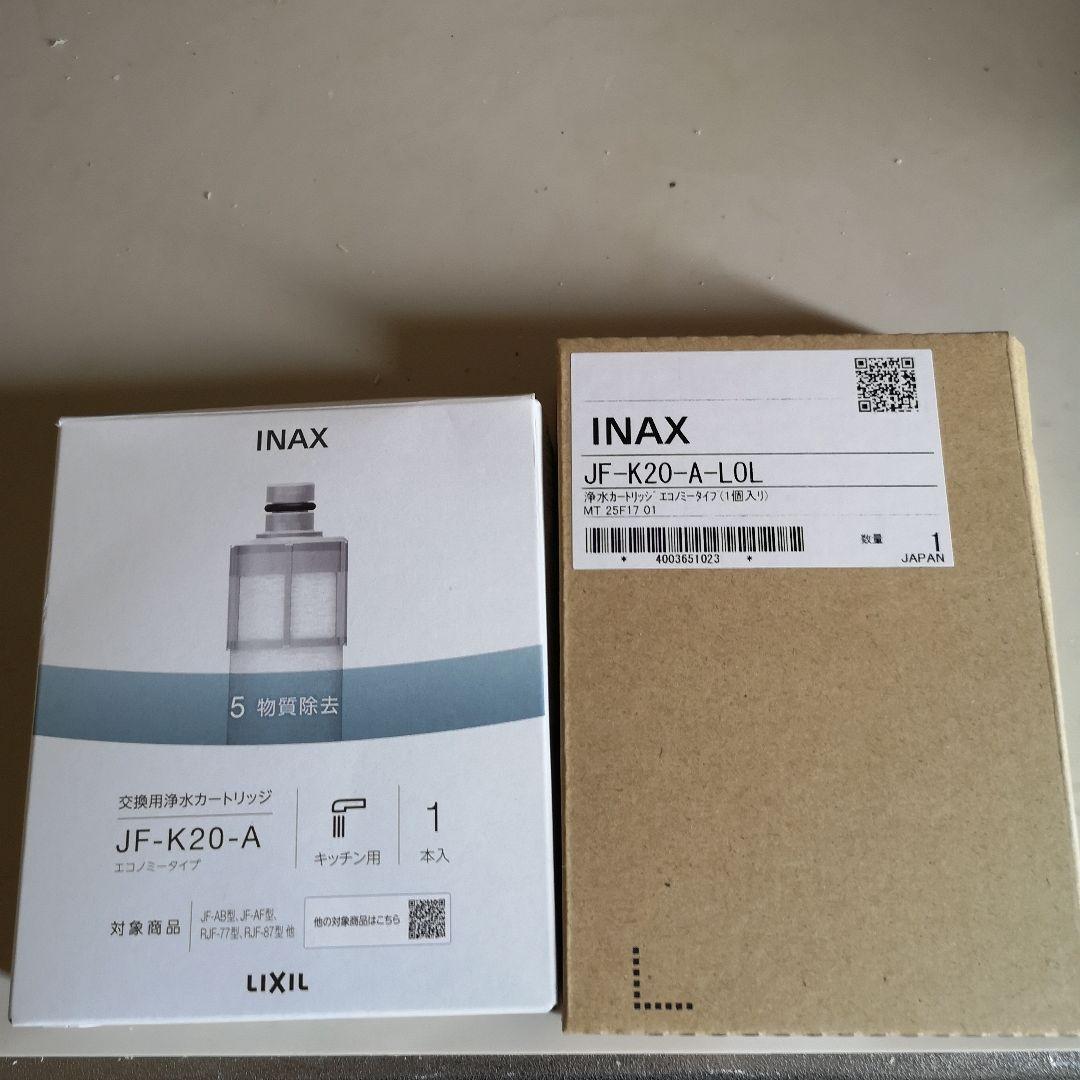 INAX
5 物質除去
交換用浄水カートリッジ
JF-K20-A
エコノミータイプ
キッチン用
1
本入
対象商品
JF-AB型、JF-AF型、
RJF-77型、RJF-87型 他
他の対象商品はこちら
LIXIL
INAX
JF-K20-A-L0L
浄水カートリッジ エコノミータイプ(1個入り)
MT 25F17 01
* 4003651023 *
数量 1
JAPAN